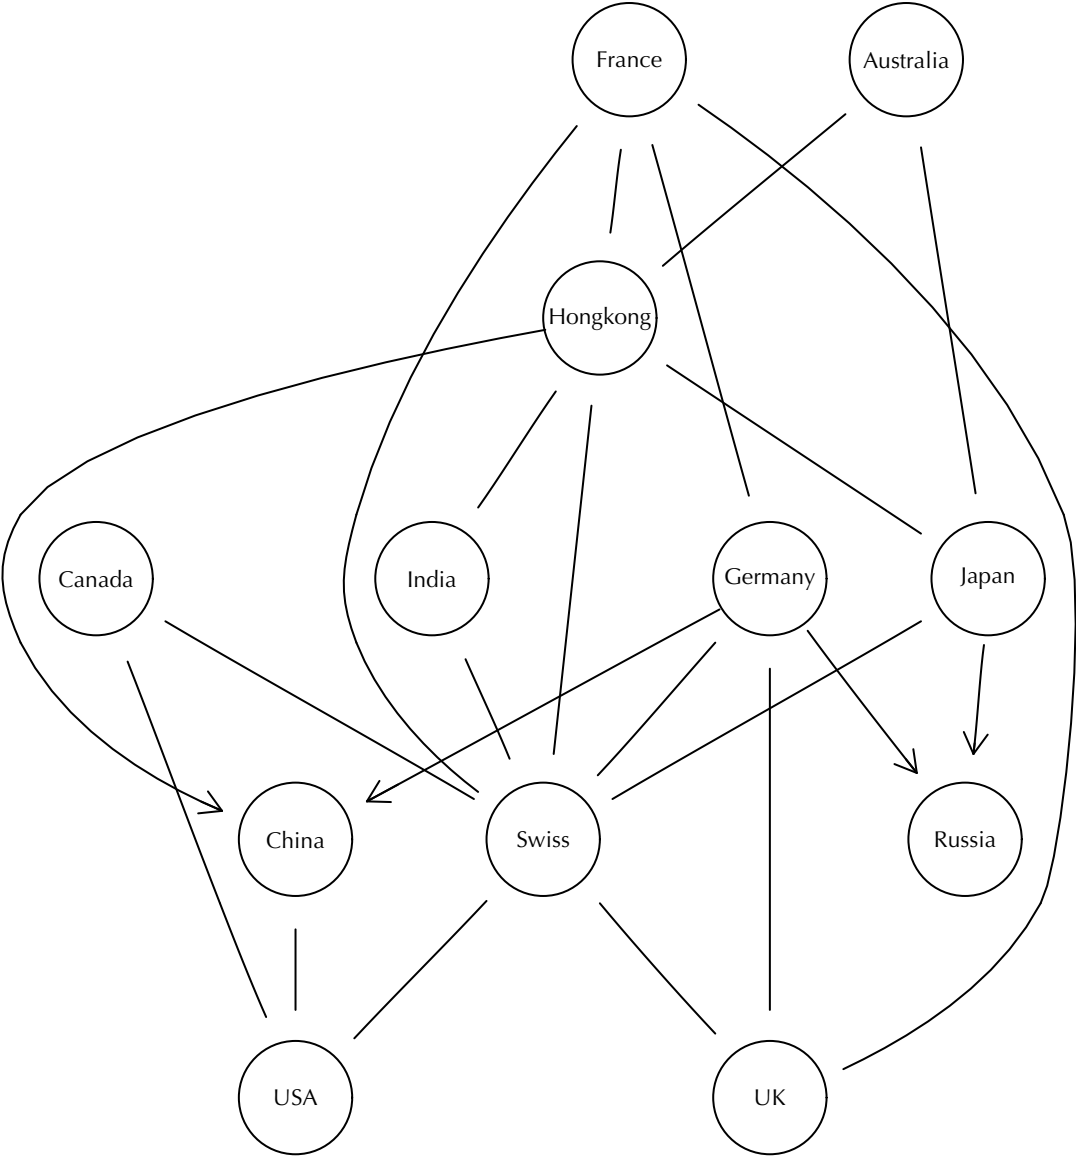 France
Australia
Hongkong
Canada
India
Germany
Japan
China
Swiss
Russia
USA
UK